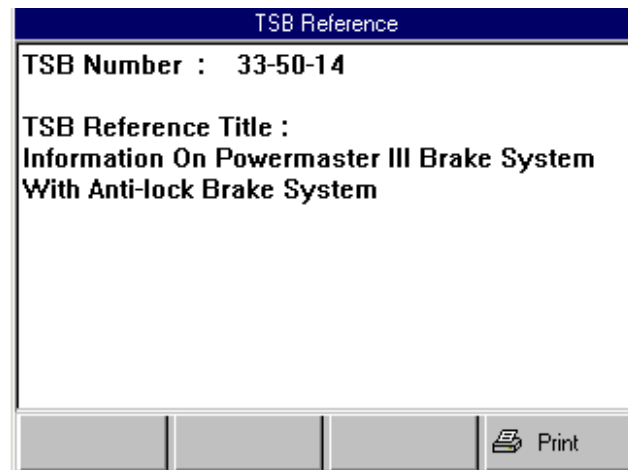 TSB Reference
TSB Number :   33-50-14
TSB Reference Title :
Information On Powermaster III Brake System
With Anti-lock Brake System
Print